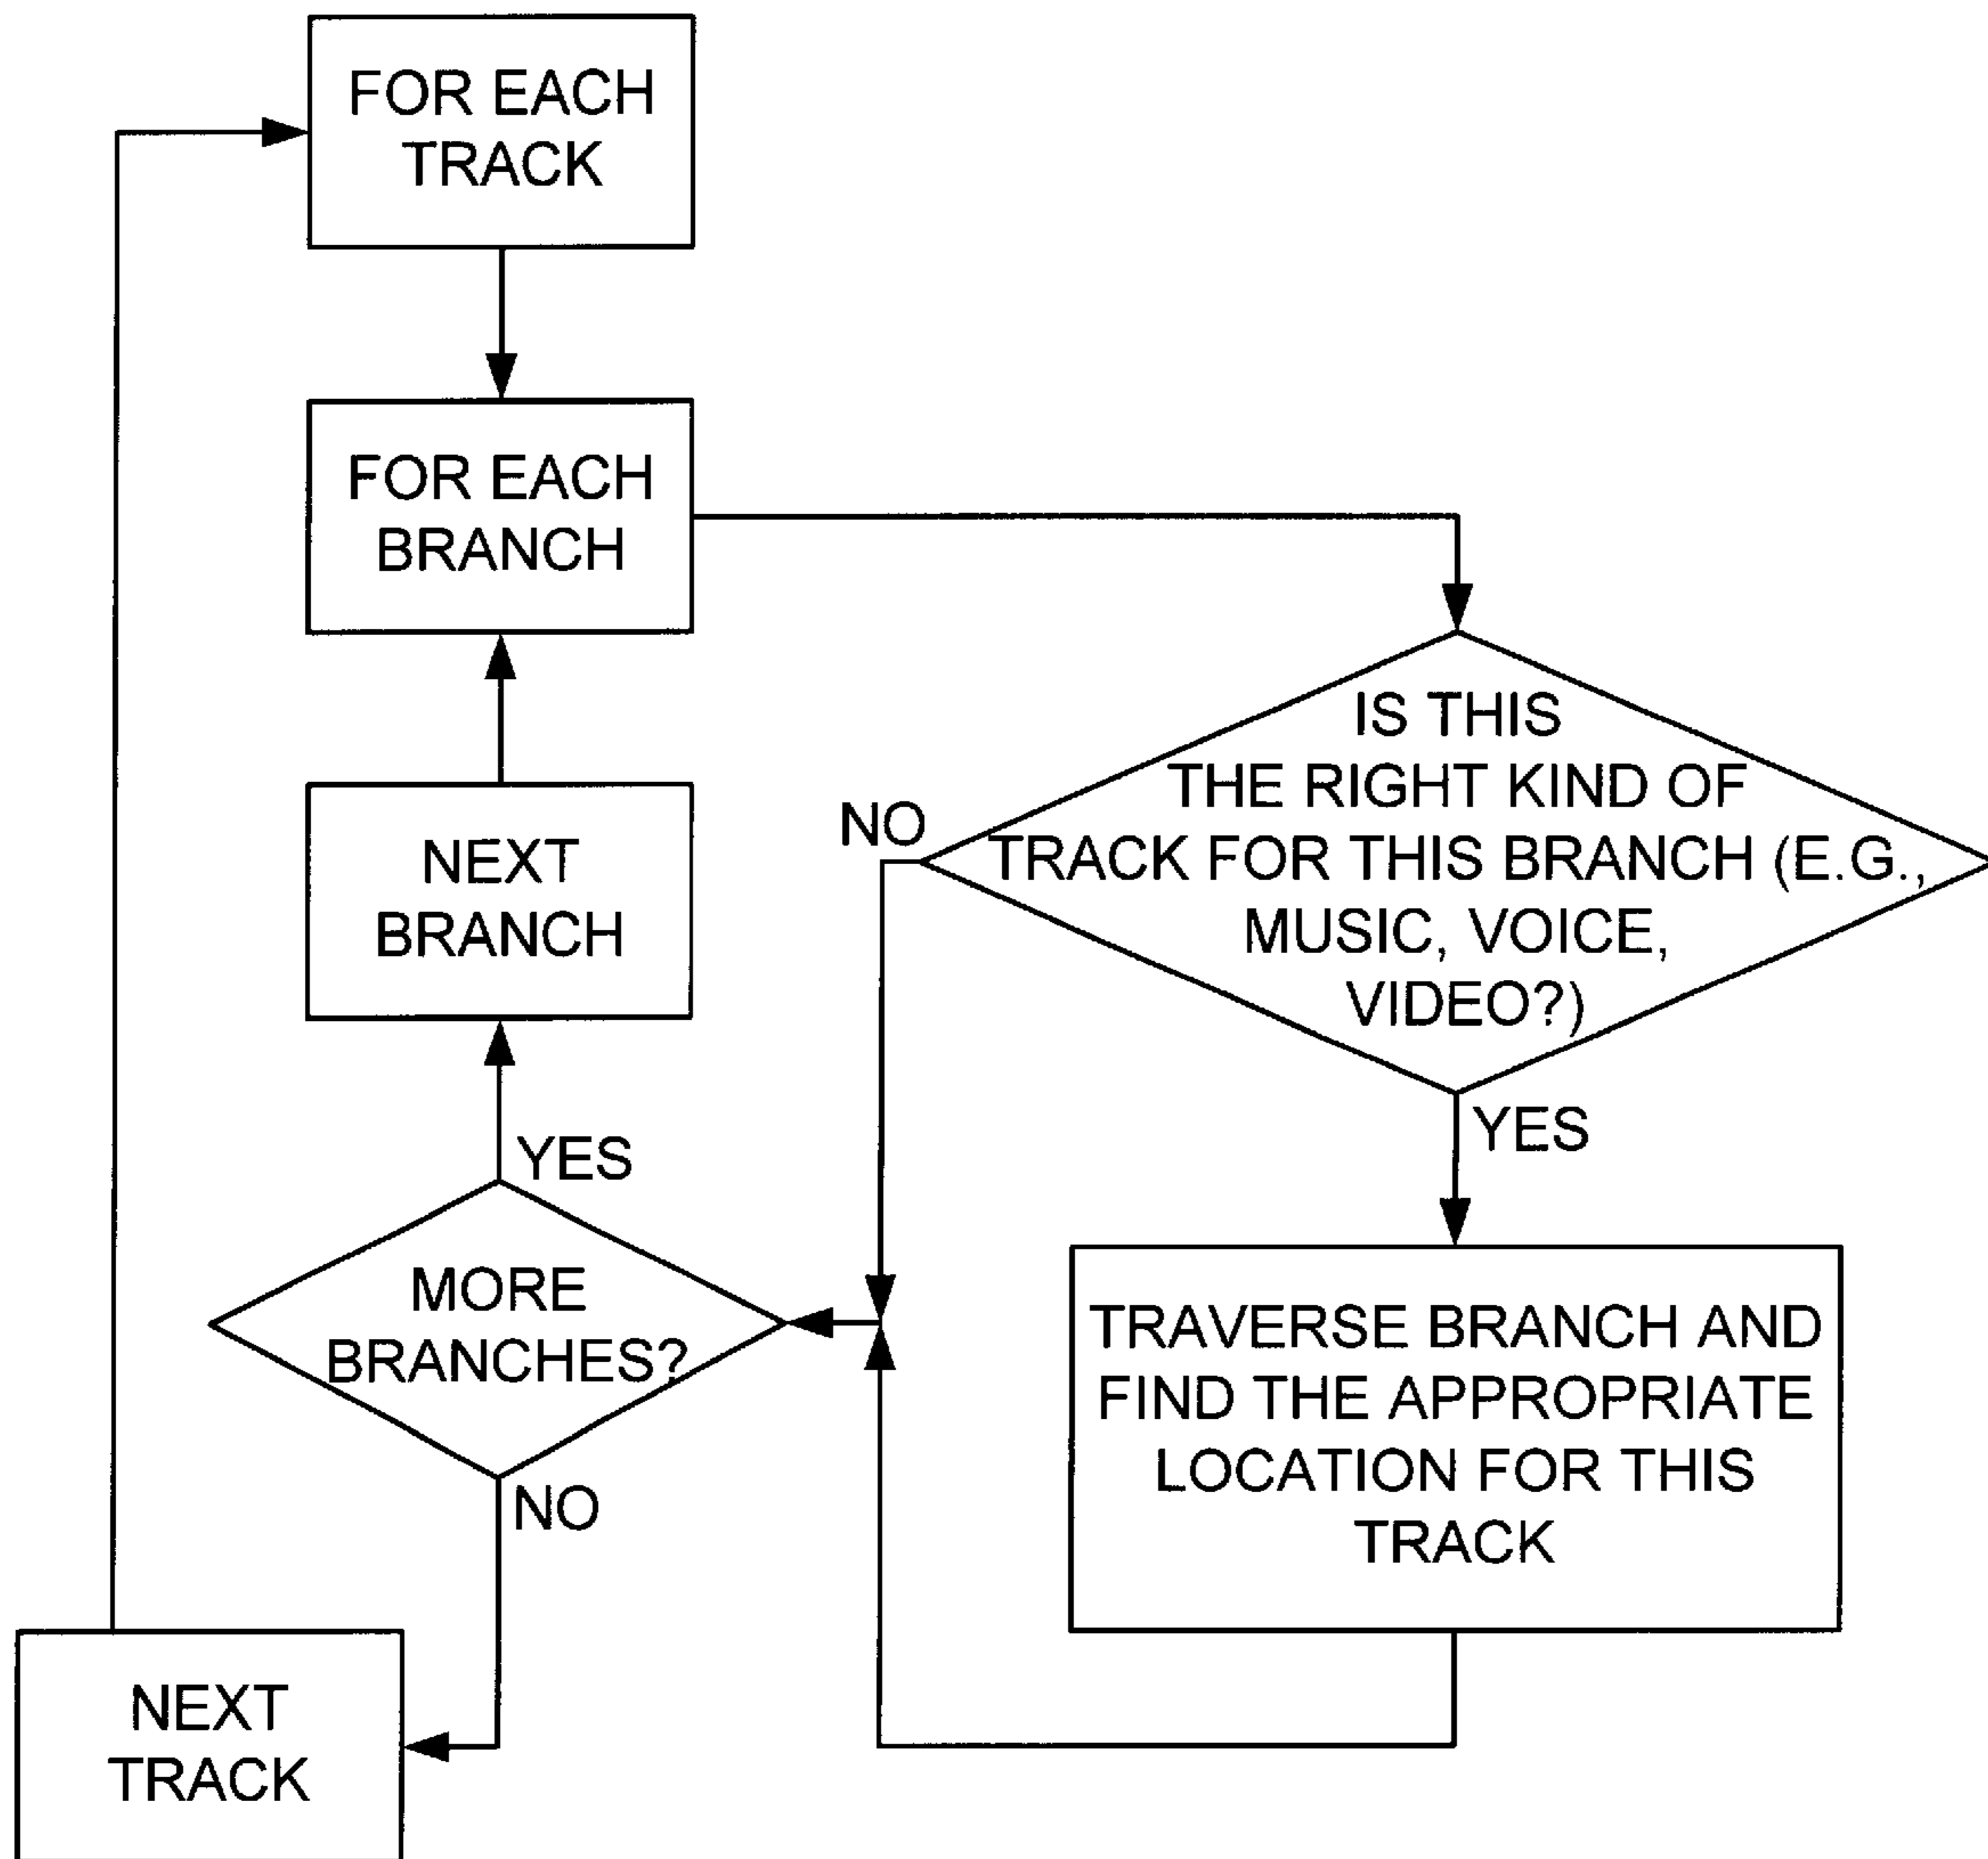 FOR EACH
TRACK
FOR EACH
BRANCH
IS THIS
THE RIGHT KIND OF
TRACK FOR THIS BRANCH (E.G.,
MUSIC, VOICE,
VIDEO?)
NO
YES
NEXT
BRANCH
YES
MORE
BRANCHES?
NO
TRAVERSE BRANCH AND
FIND THE APPROPRIATE
LOCATION FOR THIS
TRACK
NEXT
TRACK